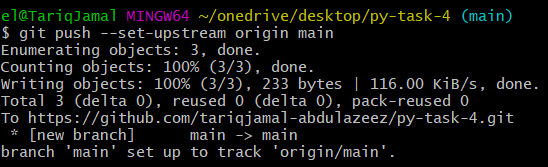 el@TariqJamal MINGW64 ~/onedrive/desktop/py-task-4 (main)
$ git push --set-upstream origin main
Enumerating objects: 3, done.
Counting objects: 100% (3/3), done.
Writing objects: 100% (3/3), 233 bytes | 116.00 KiB/s, done.
Total 3 (delta 0), reused 0 (delta 0), pack-reused 0
To https://github.com/tariqjamal-abdulazeez/py-task-4.git
 * [new branch]      main -> main
branch 'main' set up to track 'origin/main'.